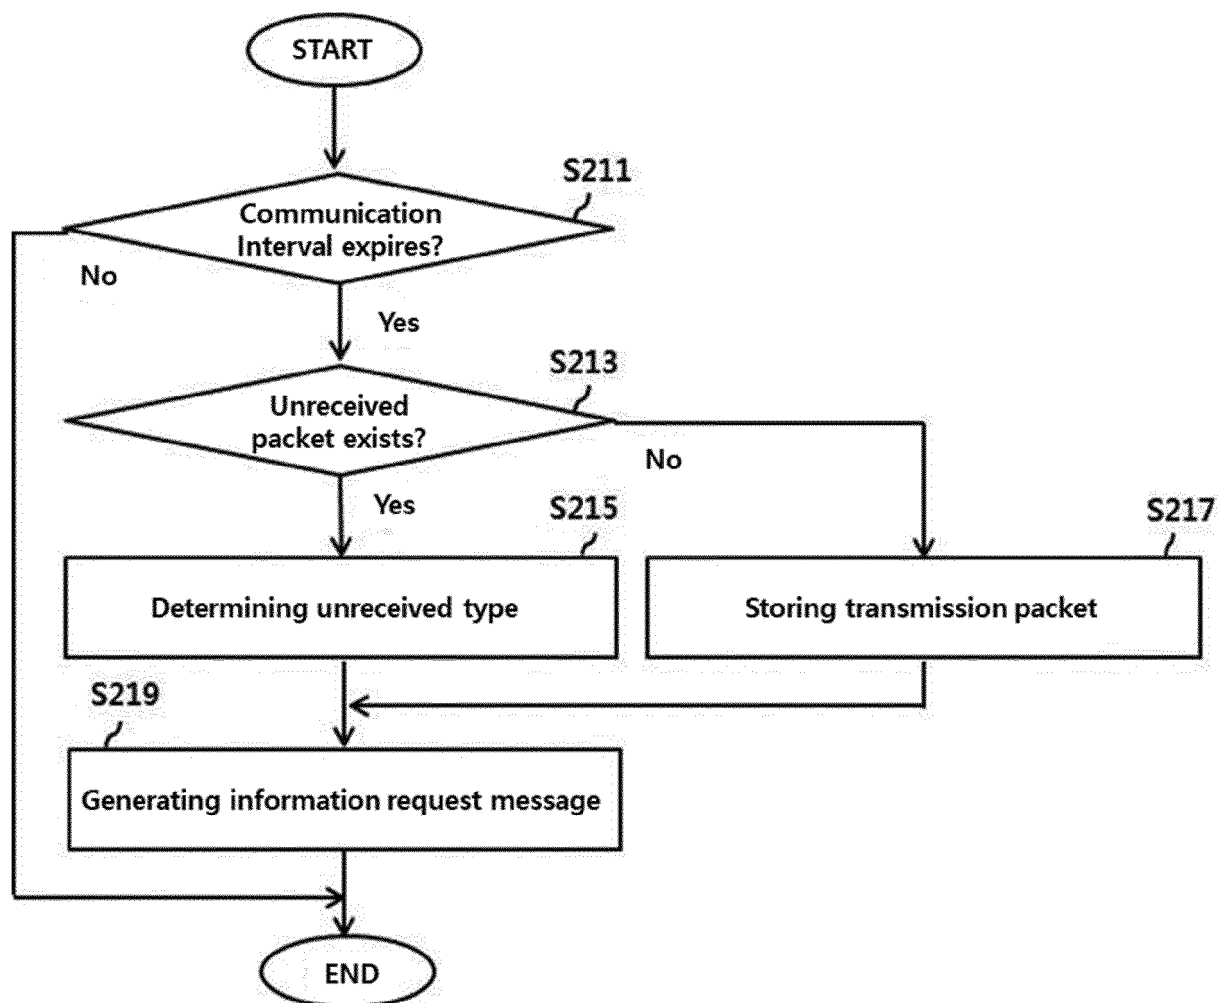 START
S211
Communication
Interval expires?
No
Yes
S213
Unreceived
packet exists?
No
Yes
S215
S217
Determining unreceived type
Storing transmission packet
S219
Generating information request message
END